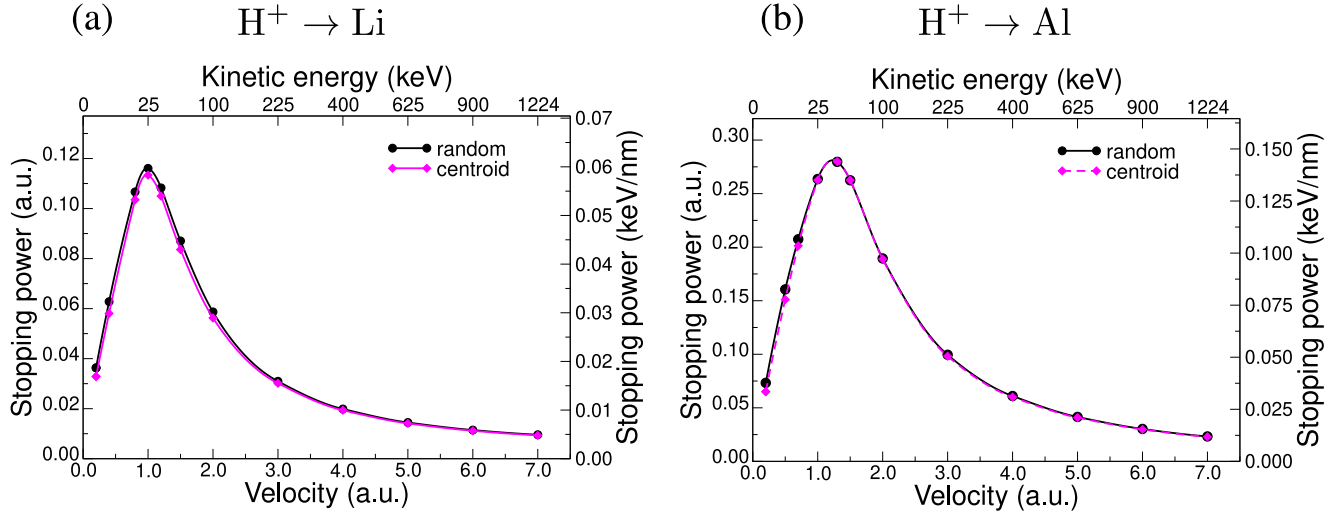 (a) H⁺ → Li
Kinetic energy (keV)
0 25 100 225 400 625 900 1224
Stopping power (a.u.)
0.12
0.10
0.08
0.06
0.04
0.02
0.00
random
centroid
0.07
0.06
0.05
0.04
0.03
0.02
0.01
0.00
Stopping power (keV/nm)
0.0 1.0 2.0 3.0 4.0 5.0 6.0 7.0
Velocity (a.u.)
(b) H⁺ → Al
Kinetic energy (keV)
0 25 100 225 400 625 900 1224
Stopping power (a.u.)
0.30
0.25
0.20
0.15
0.10
0.05
0.00
random
centroid
0.150
0.125
0.100
0.075
0.050
0.025
0.000
Stopping power (keV/nm)
0.0 1.0 2.0 3.0 4.0 5.0 6.0 7.0
Velocity (a.u.)